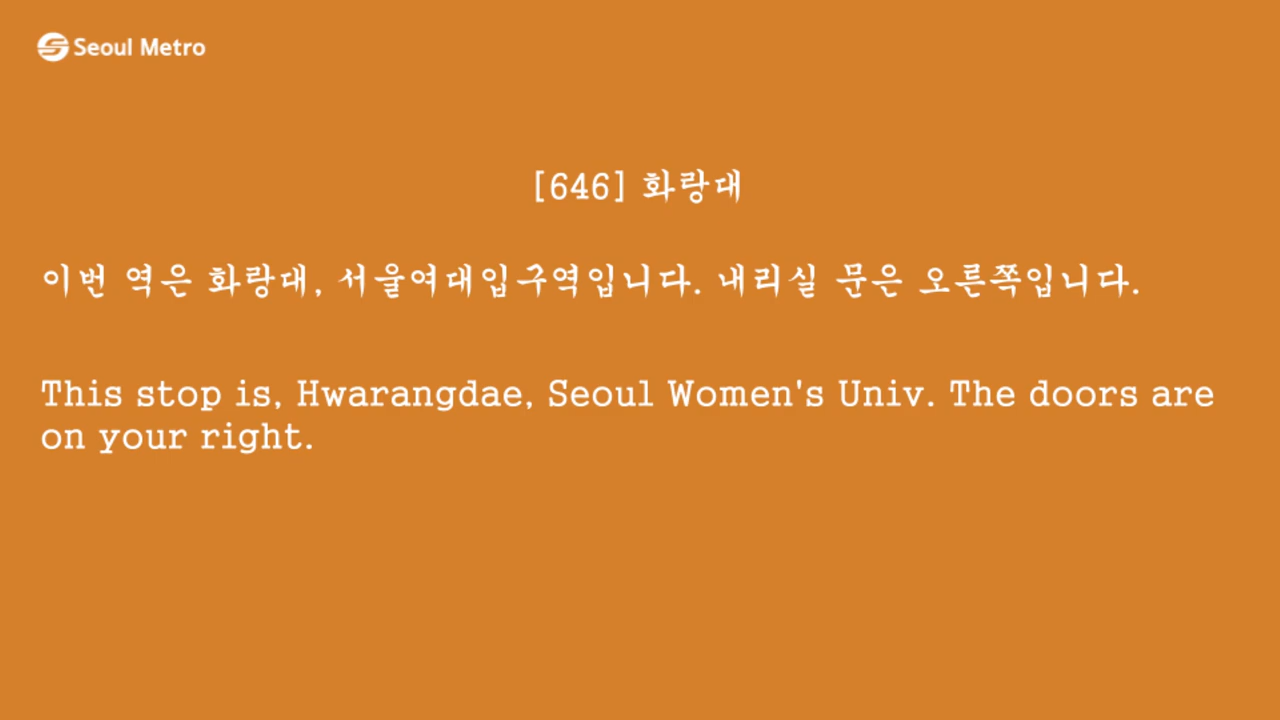 Seoul Metro
[646] 화랑대
이번 역은 화랑대, 서울여대입구역입니다. 내리실 문은 오른쪽입니다.
This stop is, Hwarangdae, Seoul Women's Univ. The doors are
on your right.